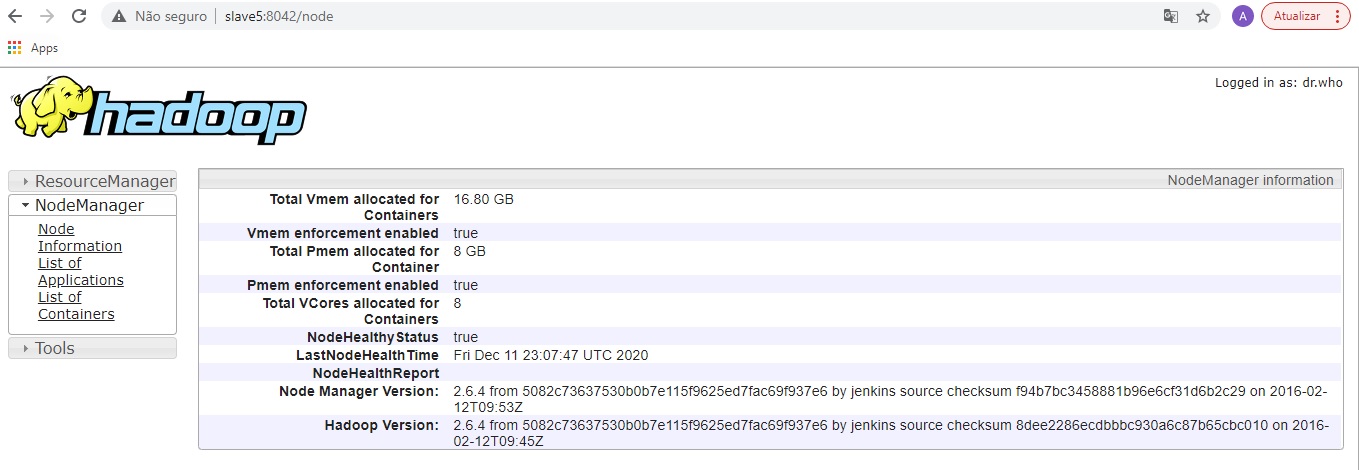 Não seguro | slave5:8042/node
A
Atualizar
Apps
Logged in as: dr.who
hadoop
ResourceManager
NodeManager
Node
Information
List of
Applications
List of
Containers
Tools
NodeManager information
Total Vmem allocated for 16.80 GB
Containers
Vmem enforcement enabled true
Total Pmem allocated for 8 GB
Container
Pmem enforcement enabled true
Total VCores allocated for 8
Containers
NodeHealthyStatus true
LastNodeHealthTime Fri Dec 11 23:07:47 UTC 2020
NodeHealthReport
Node Manager Version: 2.6.4 from 5082c73637530b0b7e115f9625ed7fac69f937e6 by jenkins source checksum f94b7bc3458881b96e6cf31d6b2c29 on 2016-02-
12T09:53Z
Hadoop Version: 2.6.4 from 5082c73637530b0b7e115f9625ed7fac69f937e6 by jenkins source checksum 8dee2286ecdbbbc930a6c87b65cbc010 on 2016-
02-12T09:45Z